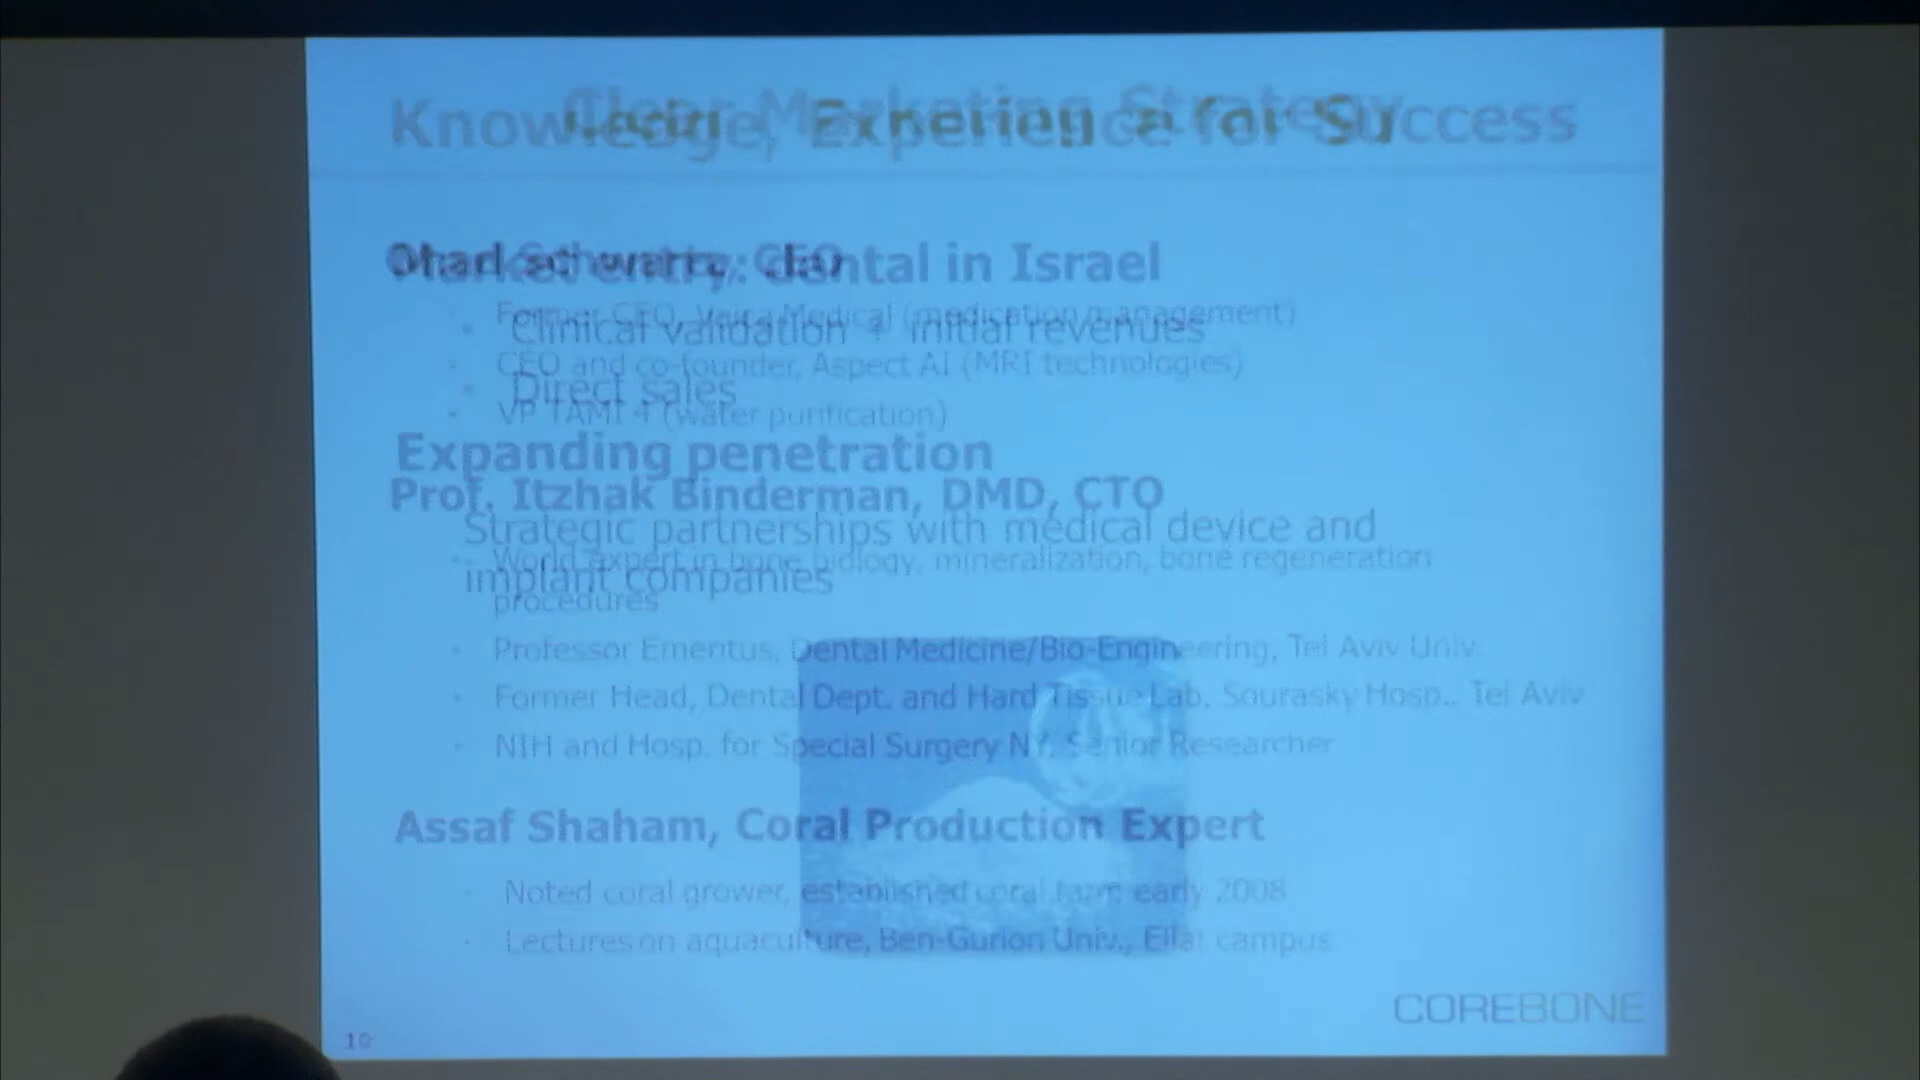 Knowledge, Experience for Success
Clear Marketing Strategy
Ohad Schwartz, CEO
Market entry: dental in Israel
Former CEO, Medical (medication management)
Clinical validation + initial revenues
CEO and co-founder, Aspect AI (MRI technologies)
Direct sales
VP TAMI 4 (water purification)
Expanding penetration
Prof. Itzhak Binderman, DMD, CTO
Strategic partnerships with medical device and
World expert in bone biology, mineralization, bone regeneration
implant companies
procedures
Professor Emeritus, Dental Medicine/Bio-Engineering, Tel Aviv Univ.
Former Head, Dental Dept. and Hard Tissue Lab, Sourasky Hosp., Tel Aviv
NIH and Hosp. for Special Surgery NY, Senior Researcher
Assaf Shaham, Coral Production Expert
Noted coral grower, established coral farm early 2008
Lectures on aquaculture, Ben-Gurion Univ., Eilat campus
COREBONE
10